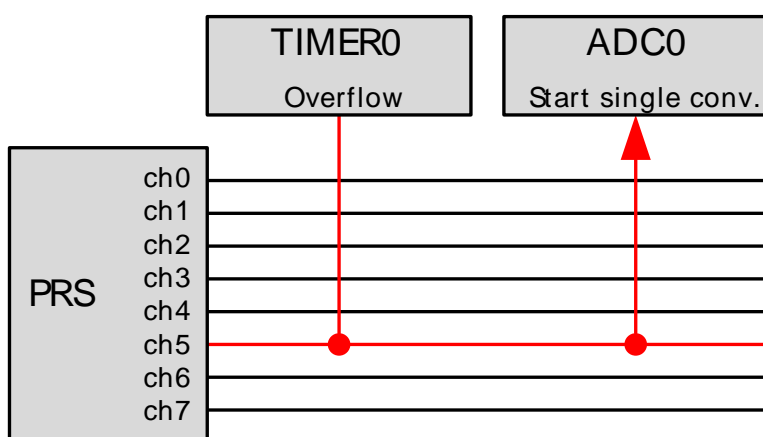 TIMER0
Overflow
ADC0
Start single conv.
PRS
ch0
ch1
ch2
ch3
ch4
ch5
ch6
ch7